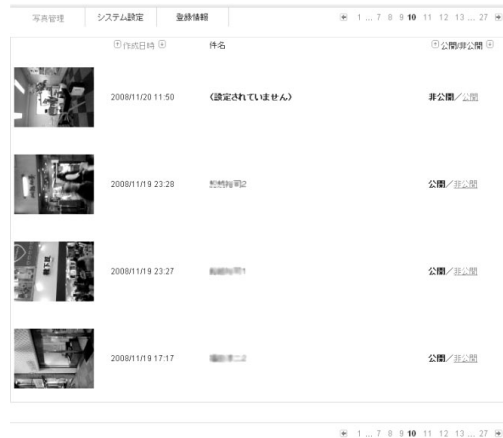 写真管理 システム設定 登録情報 1 ... 7 8 9 10 11 12 13 ... 27
作成日時 件名 公開/非公開
2008/11/20 11:50 (設定されていません) 非公開/公開
2008/11/19 23:28 公開/非公開
2008/11/19 23:27 公開/非公開
2008/11/19 17:17 公開/非公開
1 ... 7 8 9 10 11 12 13 ... 27